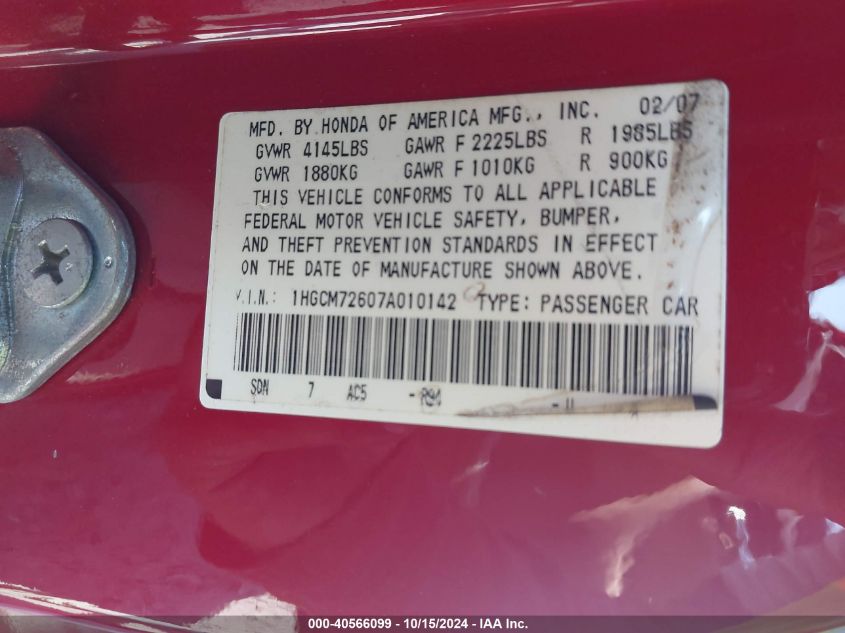 MFD. BY HONDA OF AMERICA MFG., INC. 02/07
GVWR 4145LBS GAWR F 2225LBS R 1985LBS
GVWR 1880KG GAWR F 1010KG R 900KG
THIS VEHICLE CONFORMS TO ALL APPLICABLE
FEDERAL MOTOR VEHICLE SAFETY, BUMPER,
AND THEFT PREVENTION STANDARDS IN EFFECT
ON THE DATE OF MANUFACTURE SHOWN ABOVE.
V.I.N.: 1HGCM72607A010142 TYPE: PASSENGER CAR
SDN 7 AC5 - R94 - U
A
000-40566099 - 10/15/2024 - IAA Inc.